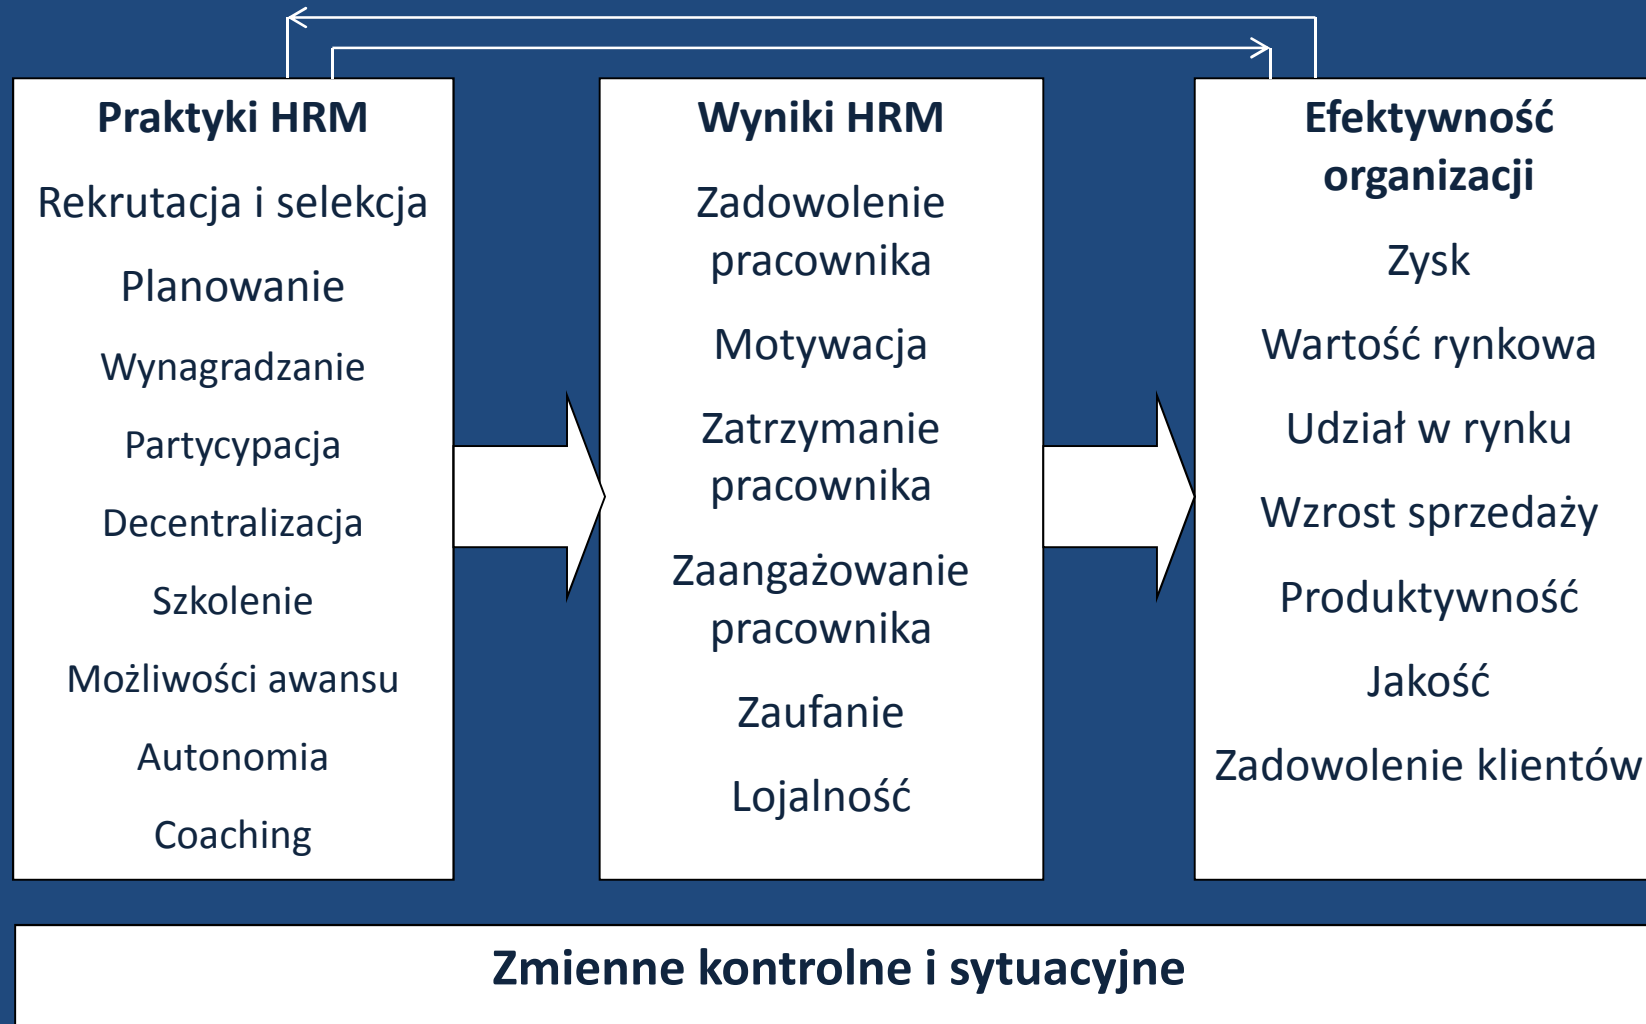 Praktyki HRM
Rekrutacja i selekcja
Planowanie
Wynagradzanie
Partycypacja
Decentralizacja
Szkolenie
Możliwości awansu
Autonomia
Coaching
Wyniki HRM
Zadowolenie
pracownika
Motywacja
Zatrzymanie
pracownika
Zaangażowanie
pracownika
Zaufanie
Lojalność
Efektywność
organizacji
Zysk
Wartość rynkowa
Udział w rynku
Wzrost sprzedaży
Produktywność
Jakość
Zadowolenie klientów
Zmienne kontrolne i sytuacyjne